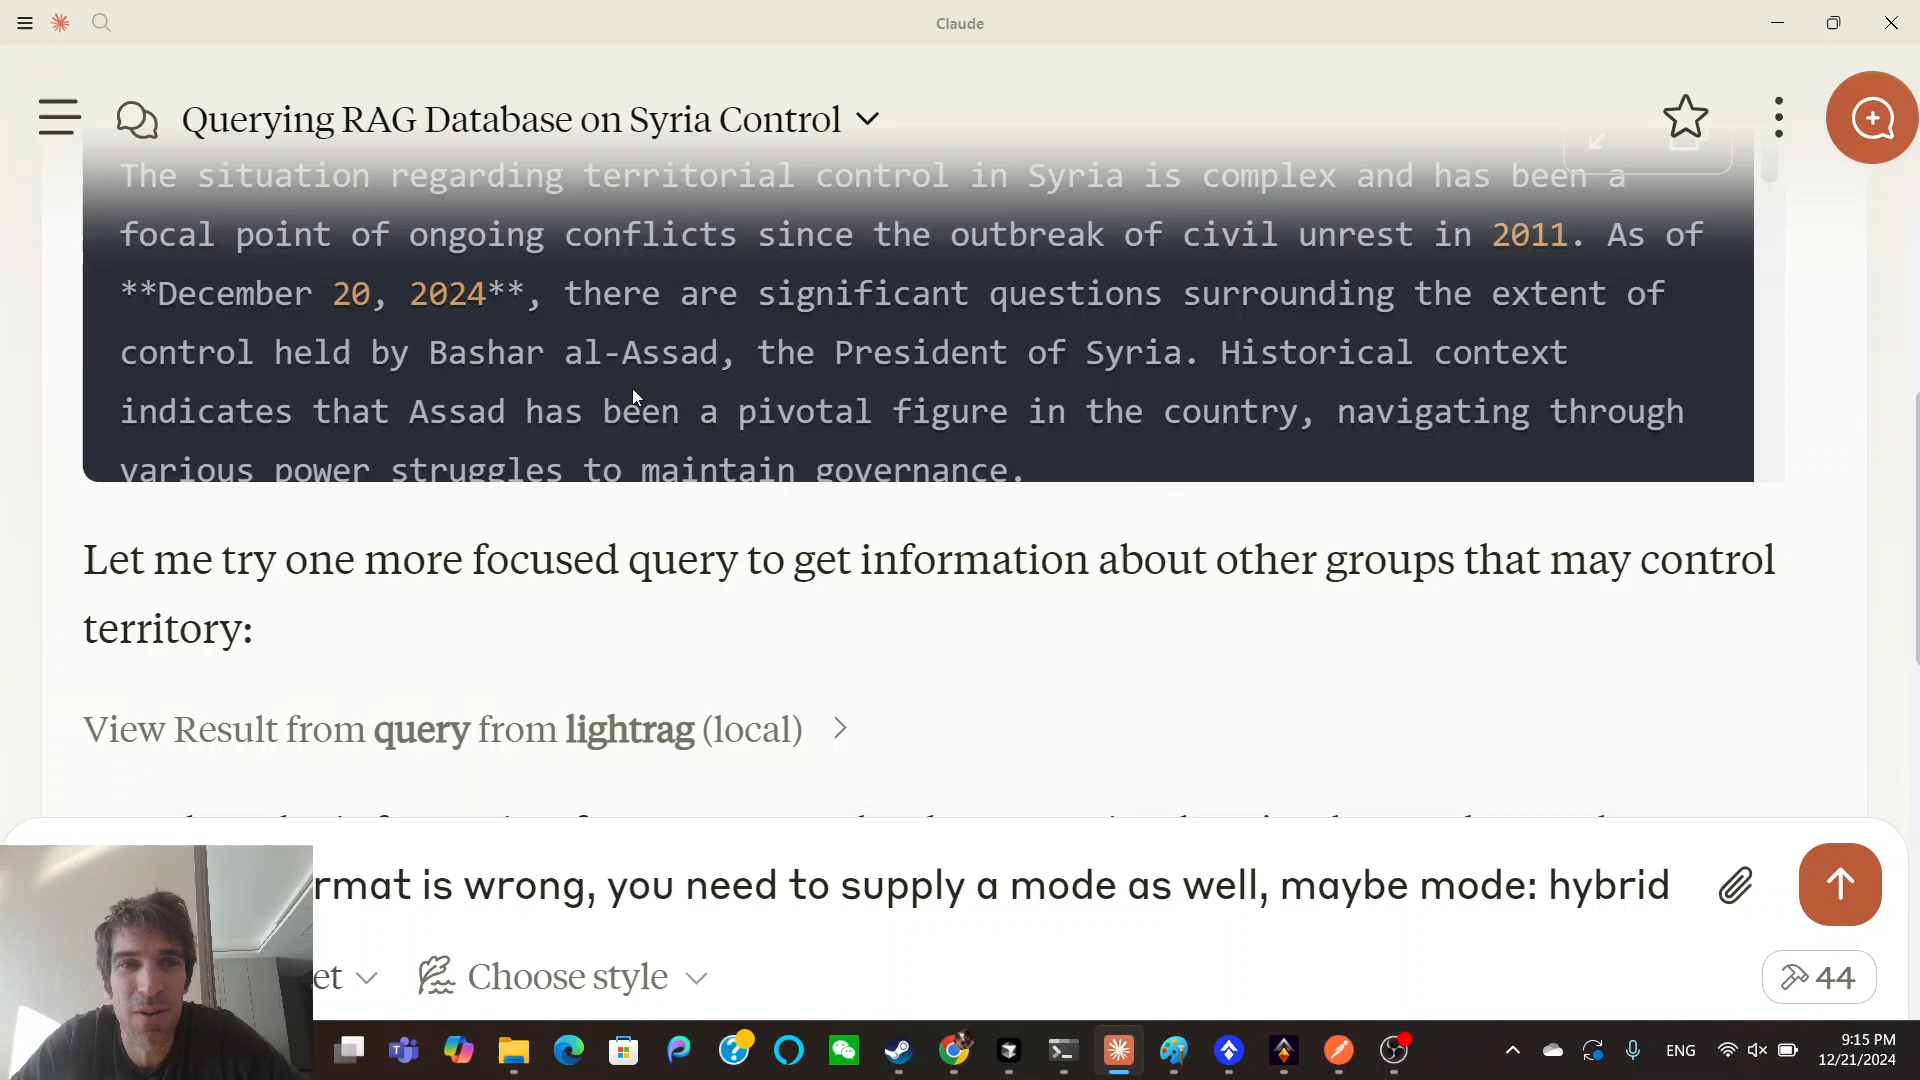 Claude
Querying RAG Database on Syria Control
The situation regarding territorial control in Syria is complex and has been a
focal point of ongoing conflicts since the outbreak of civil unrest in 2011. As of
**December 20, 2024**, there are significant questions surrounding the extent of
control held by Bashar al-Assad, the President of Syria. Historical context
indicates that Assad has been a pivotal figure in the country, navigating through
various power struggles to maintain governance.
Let me try one more focused query to get information about other groups that may control
territory:
View Result from query from lightrag (local)
rmat is wrong, you need to supply a mode as well, maybe mode: hybrid
et
Choose style
44
ENG
9:15 PM
12/21/2024